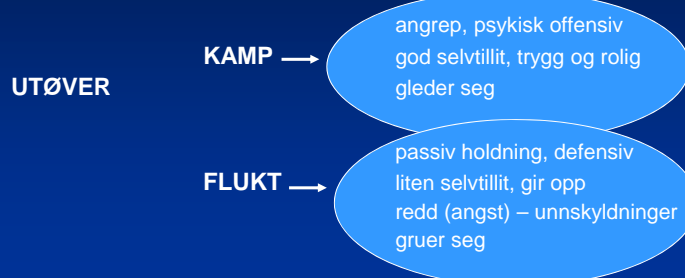 UTØVER
KAMP
angrep, psykisk offensiv
god selvtillit, trygg og rolig
gleder seg
FLUKT
passiv holdning, defensiv
liten selvtillit, gir opp
redd (angst) – unnskyldninger
gruer seg